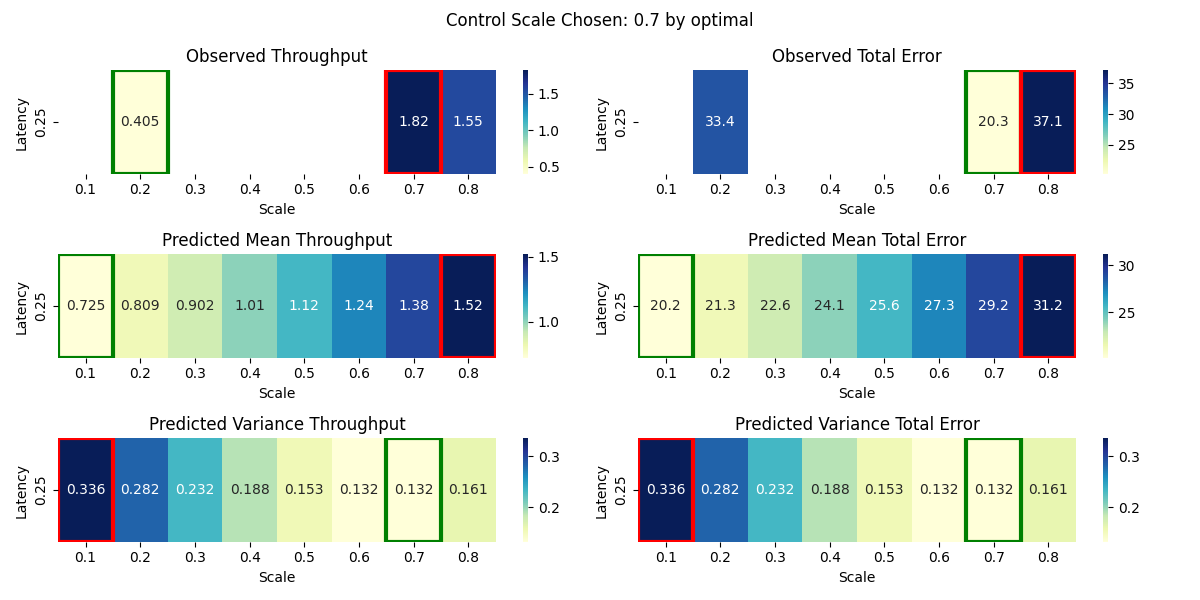 Control Scale Chosen: 0.7 by optimal
Observed Throughput
Latency
0.25
0.405
1.82
1.55
0.1 0.2 0.3 0.4 0.5 0.6 0.7 0.8
Scale
1.5
1.0
0.5
Observed Total Error
Latency
0.25
33.4
20.3
37.1
0.1 0.2 0.3 0.4 0.5 0.6 0.7 0.8
Scale
35
30
25
Predicted Mean Throughput
Latency
0.25
0.725 0.809 0.902 1.01 1.12 1.24 1.38 1.52
0.1 0.2 0.3 0.4 0.5 0.6 0.7 0.8
Scale
1.5
1.0
Predicted Mean Total Error
Latency
0.25
20.2 21.3 22.6 24.1 25.6 27.3 29.2 31.2
0.1 0.2 0.3 0.4 0.5 0.6 0.7 0.8
Scale
30
25
Predicted Variance Throughput
Latency
0.25
0.336 0.282 0.232 0.188 0.153 0.132 0.132 0.161
0.1 0.2 0.3 0.4 0.5 0.6 0.7 0.8
Scale
0.3
0.2
Predicted Variance Total Error
Latency
0.25
0.336 0.282 0.232 0.188 0.153 0.132 0.132 0.161
0.1 0.2 0.3 0.4 0.5 0.6 0.7 0.8
Scale
0.3
0.2